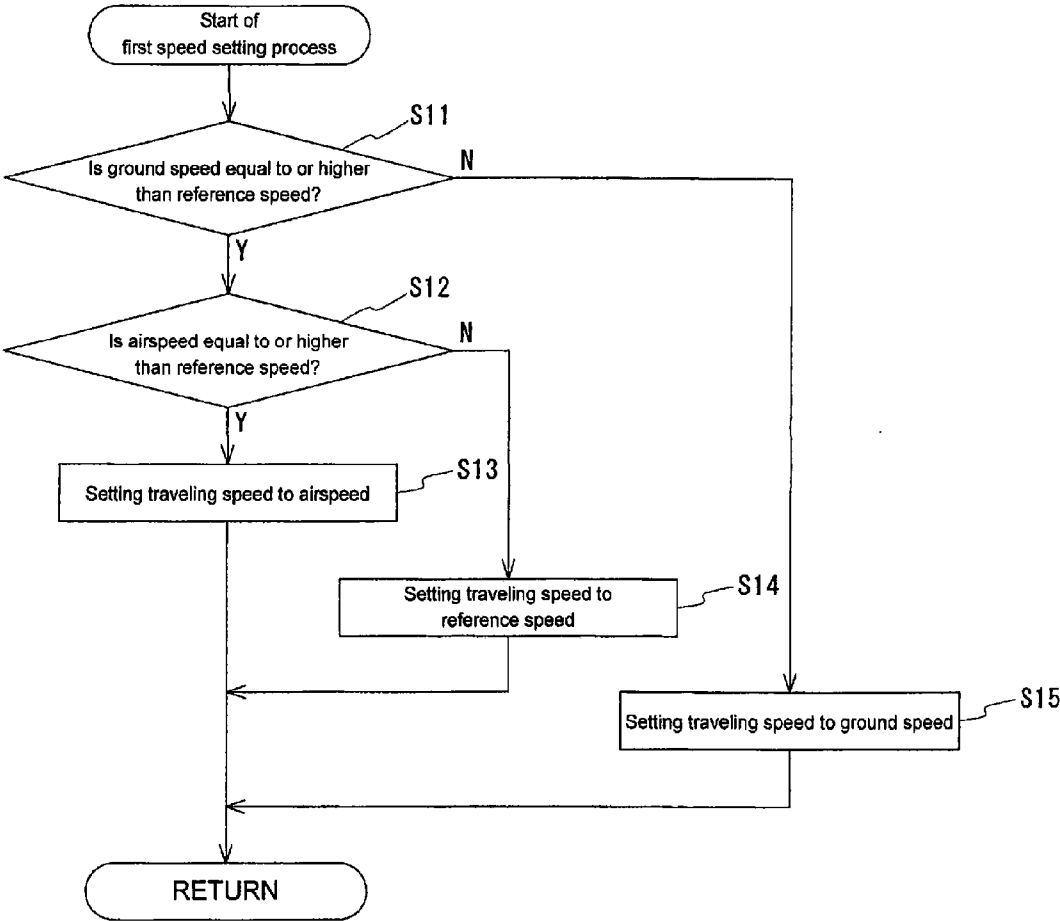 Start of
first speed setting process
S11
Is ground speed equal to or higher
than reference speed?
N
Y
S12
Is airspeed equal to or higher
than reference speed?
N
Y
S13
Setting traveling speed to airspeed
S14
Setting traveling speed to
reference speed
S15
Setting traveling speed to ground speed
RETURN